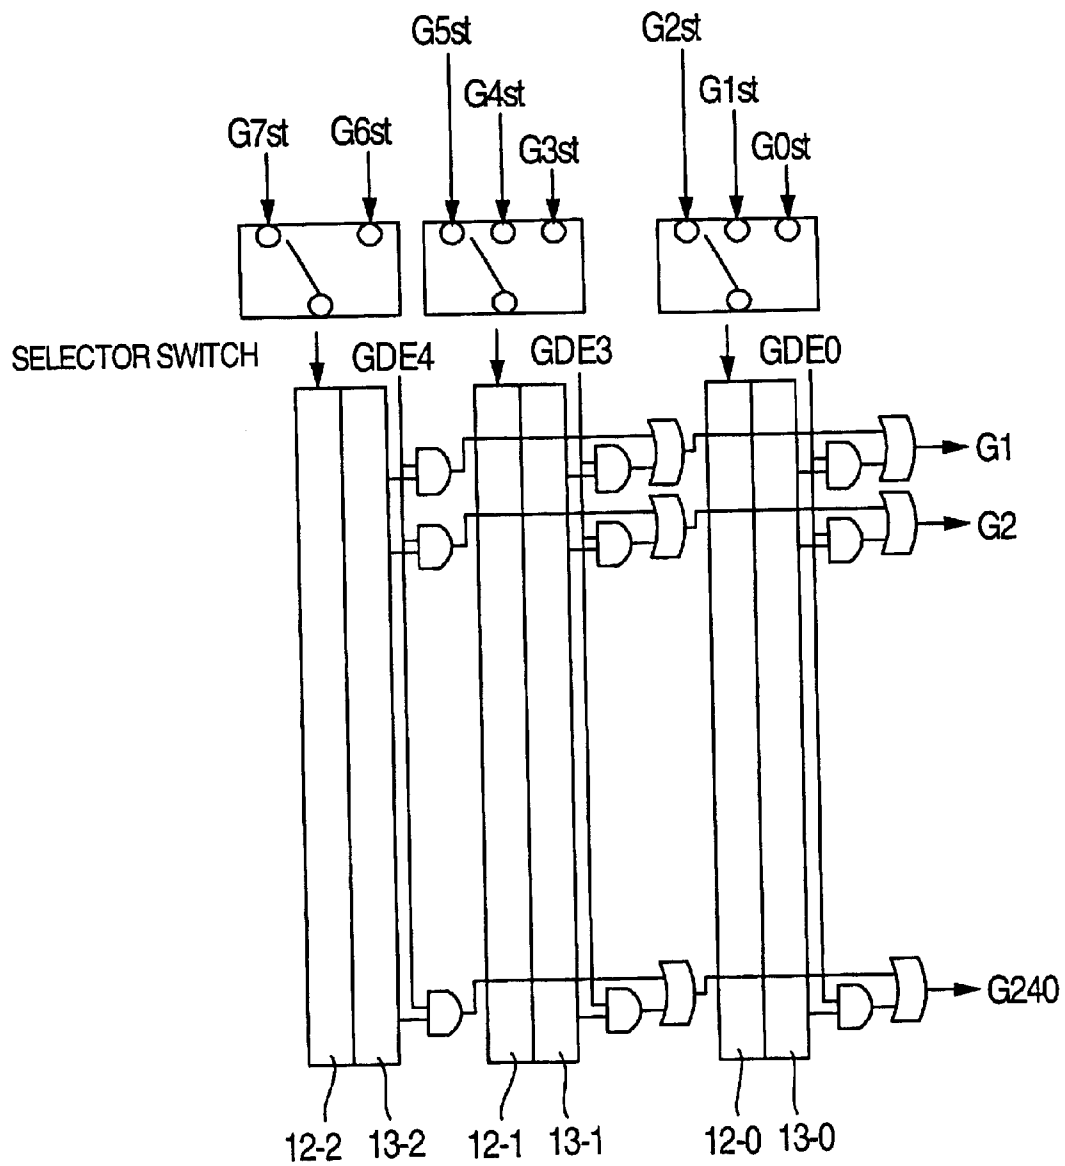 G5st
G2st
G4st
G1st
G7st
G6st
G3st
G0st
SELECTOR SWITCH
GDE4
GDE3
GDE0
G1
G2
G240
12-2
13-2
12-1
13-1
12-0
13-0